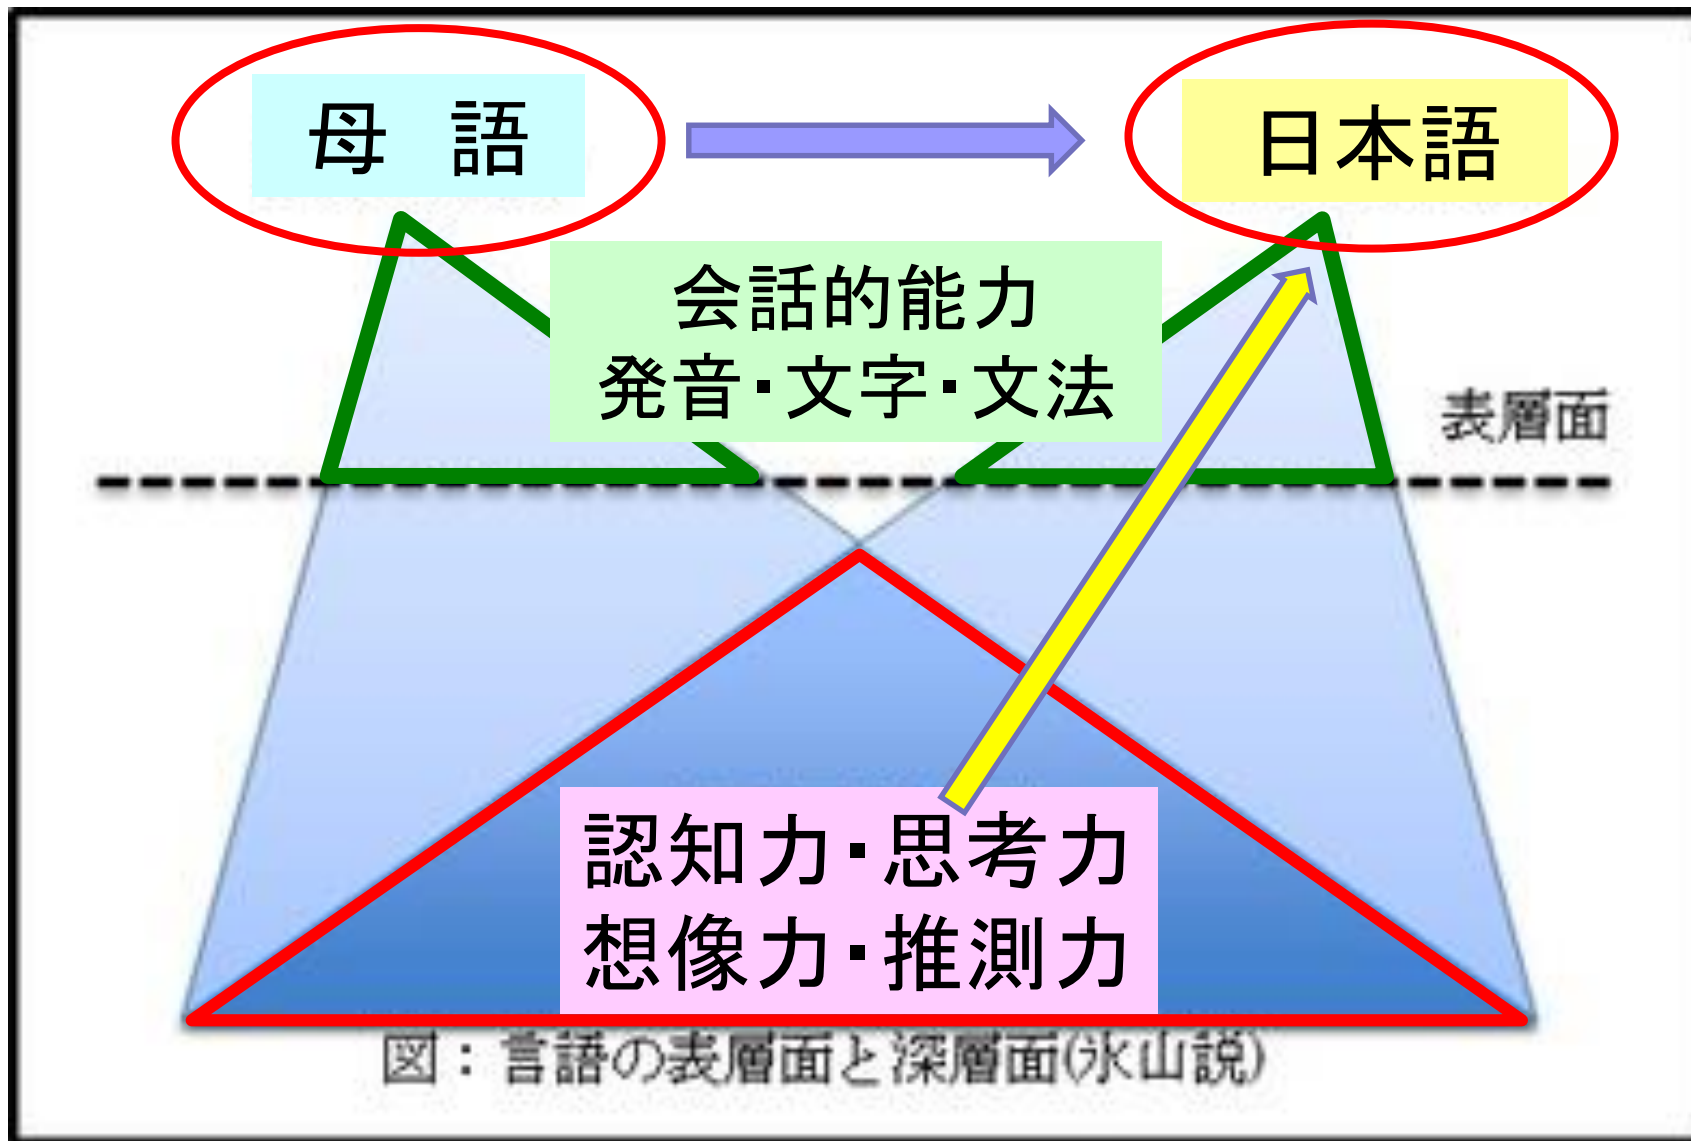 母　語
日本語
会話的能力
発音・文字・文法
表層面
認知力・思考力
想像力・推測力
図：言語の表層面と深層面(氷山説)